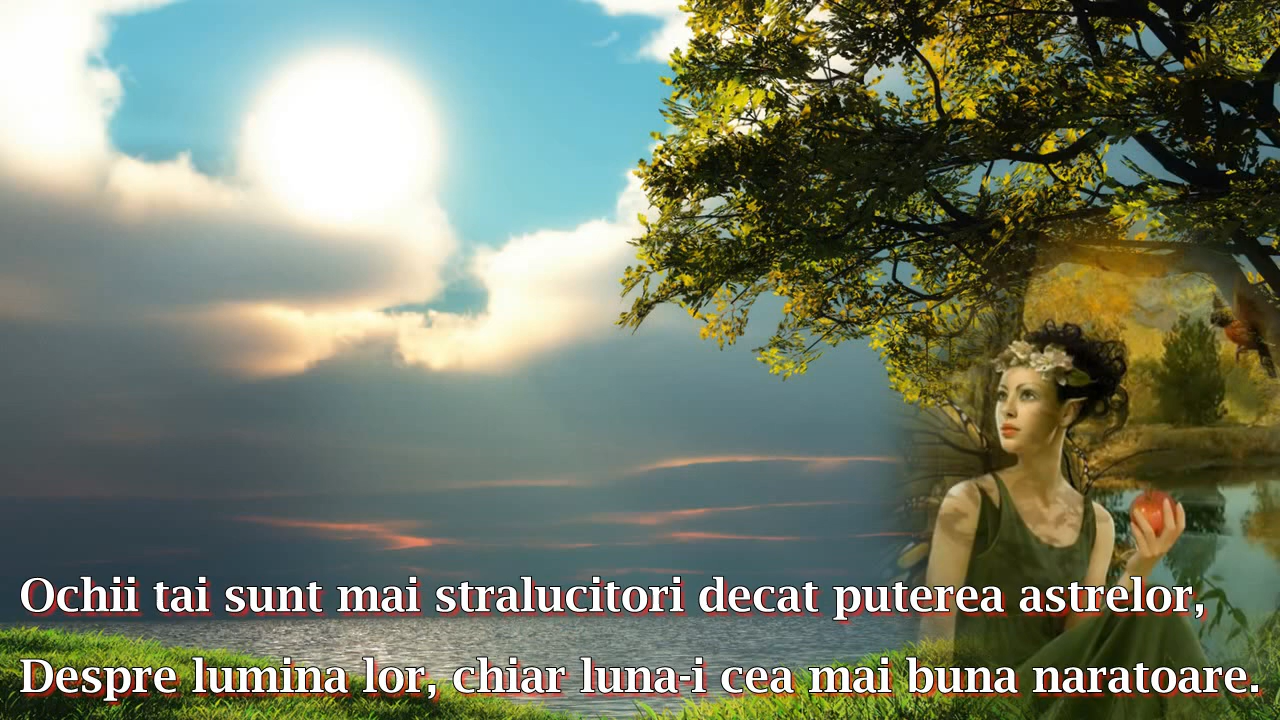 Ochii tai sunt mai stralucitori decat puterea astrelor,
Despre lumina lor, chiar luna-i cea mai buna naratoare.